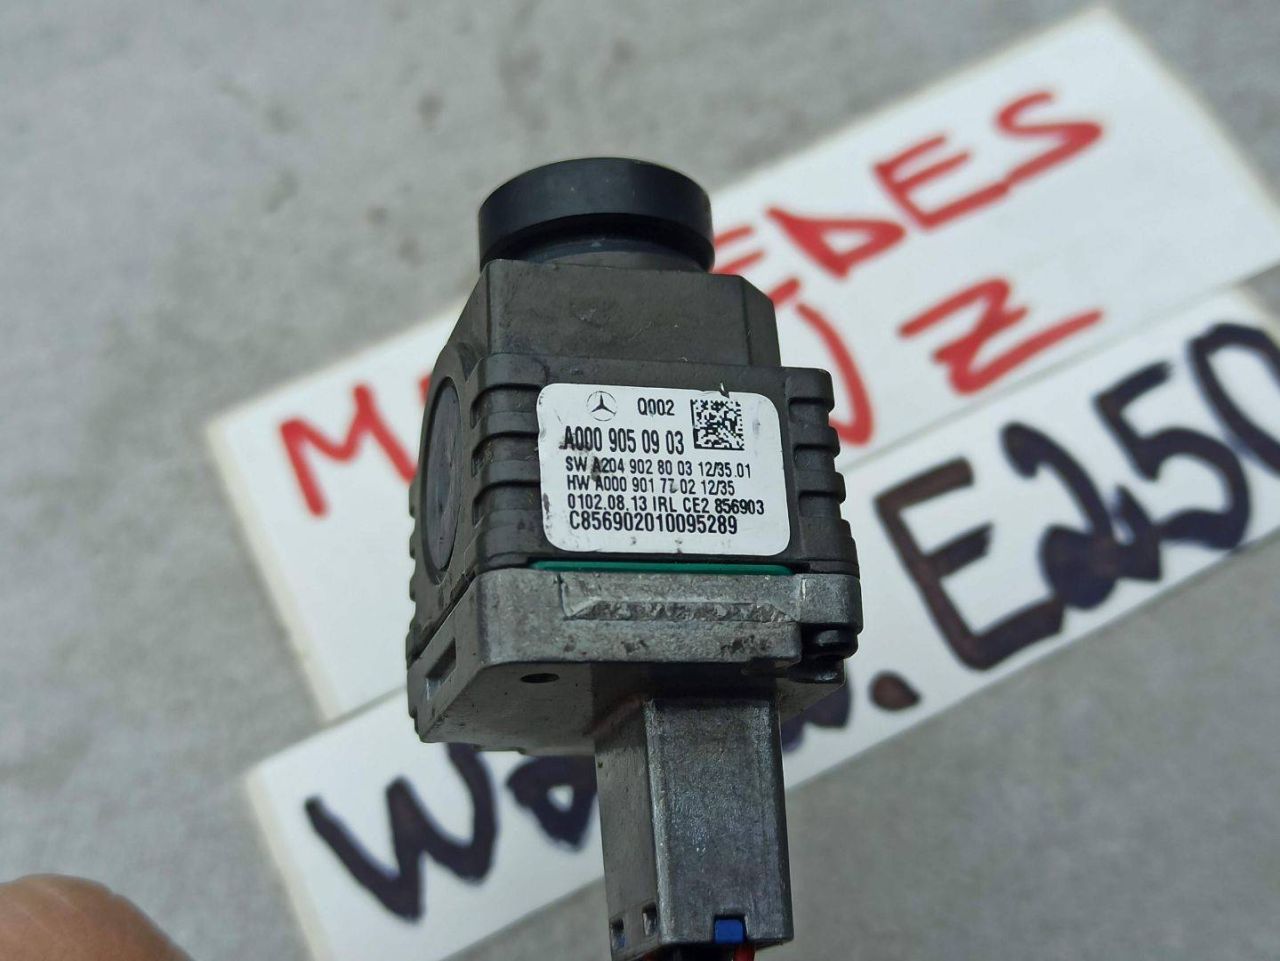 Q002
A000 905 09 03
SW A204 902 80 03 12/35.01
HW A000 901 77 02 12/35
0102.08.13 IRL CE2 856903
C856902010095289
E250